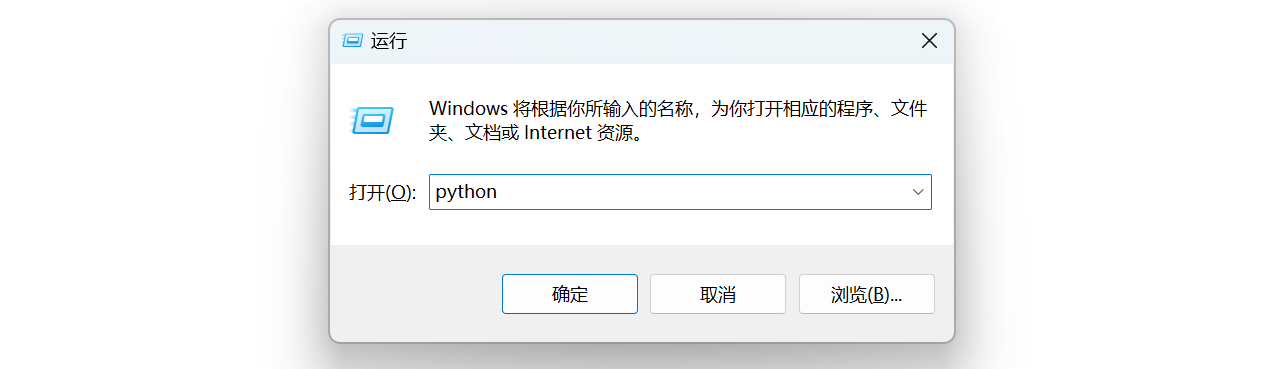 运行
Windows 将根据你所输入的名称，为你打开相应的程序、文件
夹、文档或 Internet 资源。
打开(O): python
确定 取消 浏览(B)...